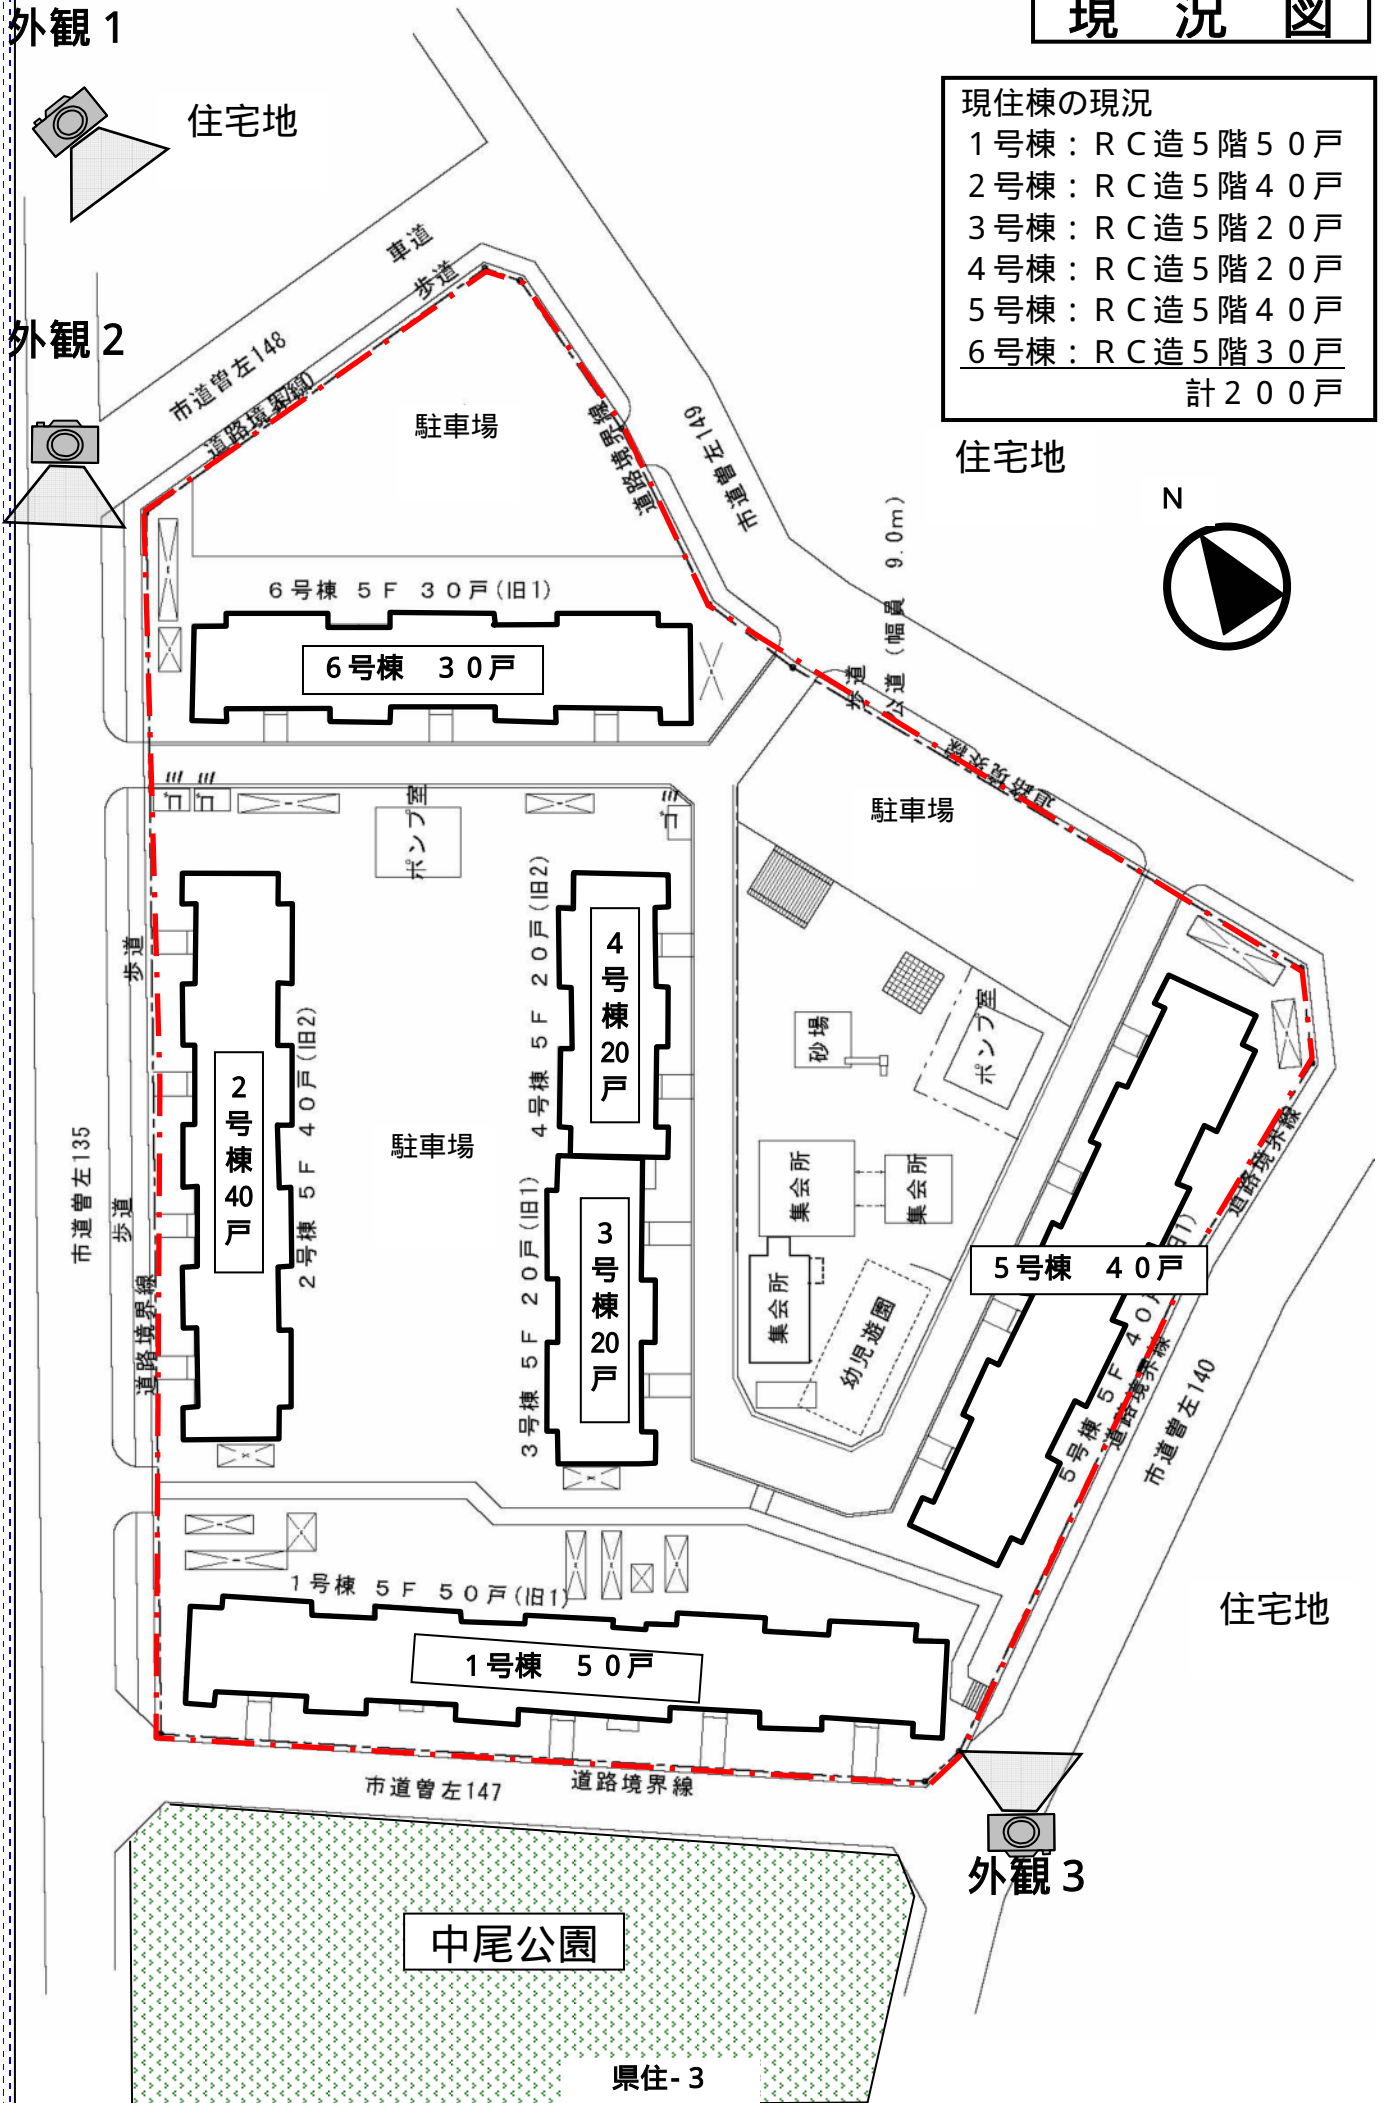 現　況　図
外観１
住宅地
現住棟の現況
１号棟：ＲＣ造５階５０戸
２号棟：ＲＣ造５階４０戸
３号棟：ＲＣ造５階２０戸
４号棟：ＲＣ造５階２０戸
５号棟：ＲＣ造５階４０戸
６号棟：ＲＣ造５階３０戸
計２００戸
車道
歩道
外観２
市道曽左148
道路境界線
駐車場
道路境界線
市道曽左149
住宅地
N
公道（幅員 9.0m）
歩道
道路境界線
6号棟 5F 30戸(旧1)
６号棟　３０戸
駐車場
ゴミ
ゴミ
ゴミ
ポンプ室
4号棟 5F 20戸(旧2)
４号棟20戸
歩道
2号棟 5F 40戸(旧2)
２号棟40戸
駐車場
砂場
ポンプ室
集会所
集会所
集会所
幼児遊園
市道曽左135
歩道
道路境界線
3号棟 5F 20戸(旧1)
３号棟20戸
道路境界線
５号棟　４０戸
5号棟 5F 40戸(旧1)
道路境界線
市道曽左140
1号棟 5F 50戸(旧1)
１号棟　５０戸
住宅地
市道曽左147
道路境界線
外観３
中尾公園
県住-３